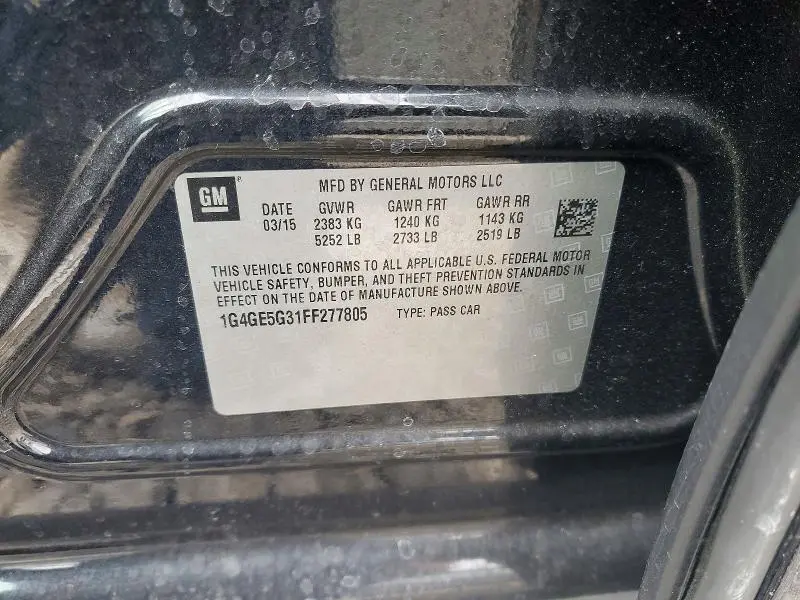 GM
MFD BY GENERAL MOTORS LLC
DATE GVWR GAWR FRT GAWR RR
03/15 2383 KG 1240 KG 1143 KG
5252 LB 2733 LB 2519 LB
THIS VEHICLE CONFORMS TO ALL APPLICABLE U.S. FEDERAL MOTOR
VEHICLE SAFETY, BUMPER, AND THEFT PREVENTION STANDARDS IN
EFFECT ON THE DATE OF MANUFACTURE SHOWN ABOVE.
1G4GE5G31FF277805 TYPE: PASS CAR